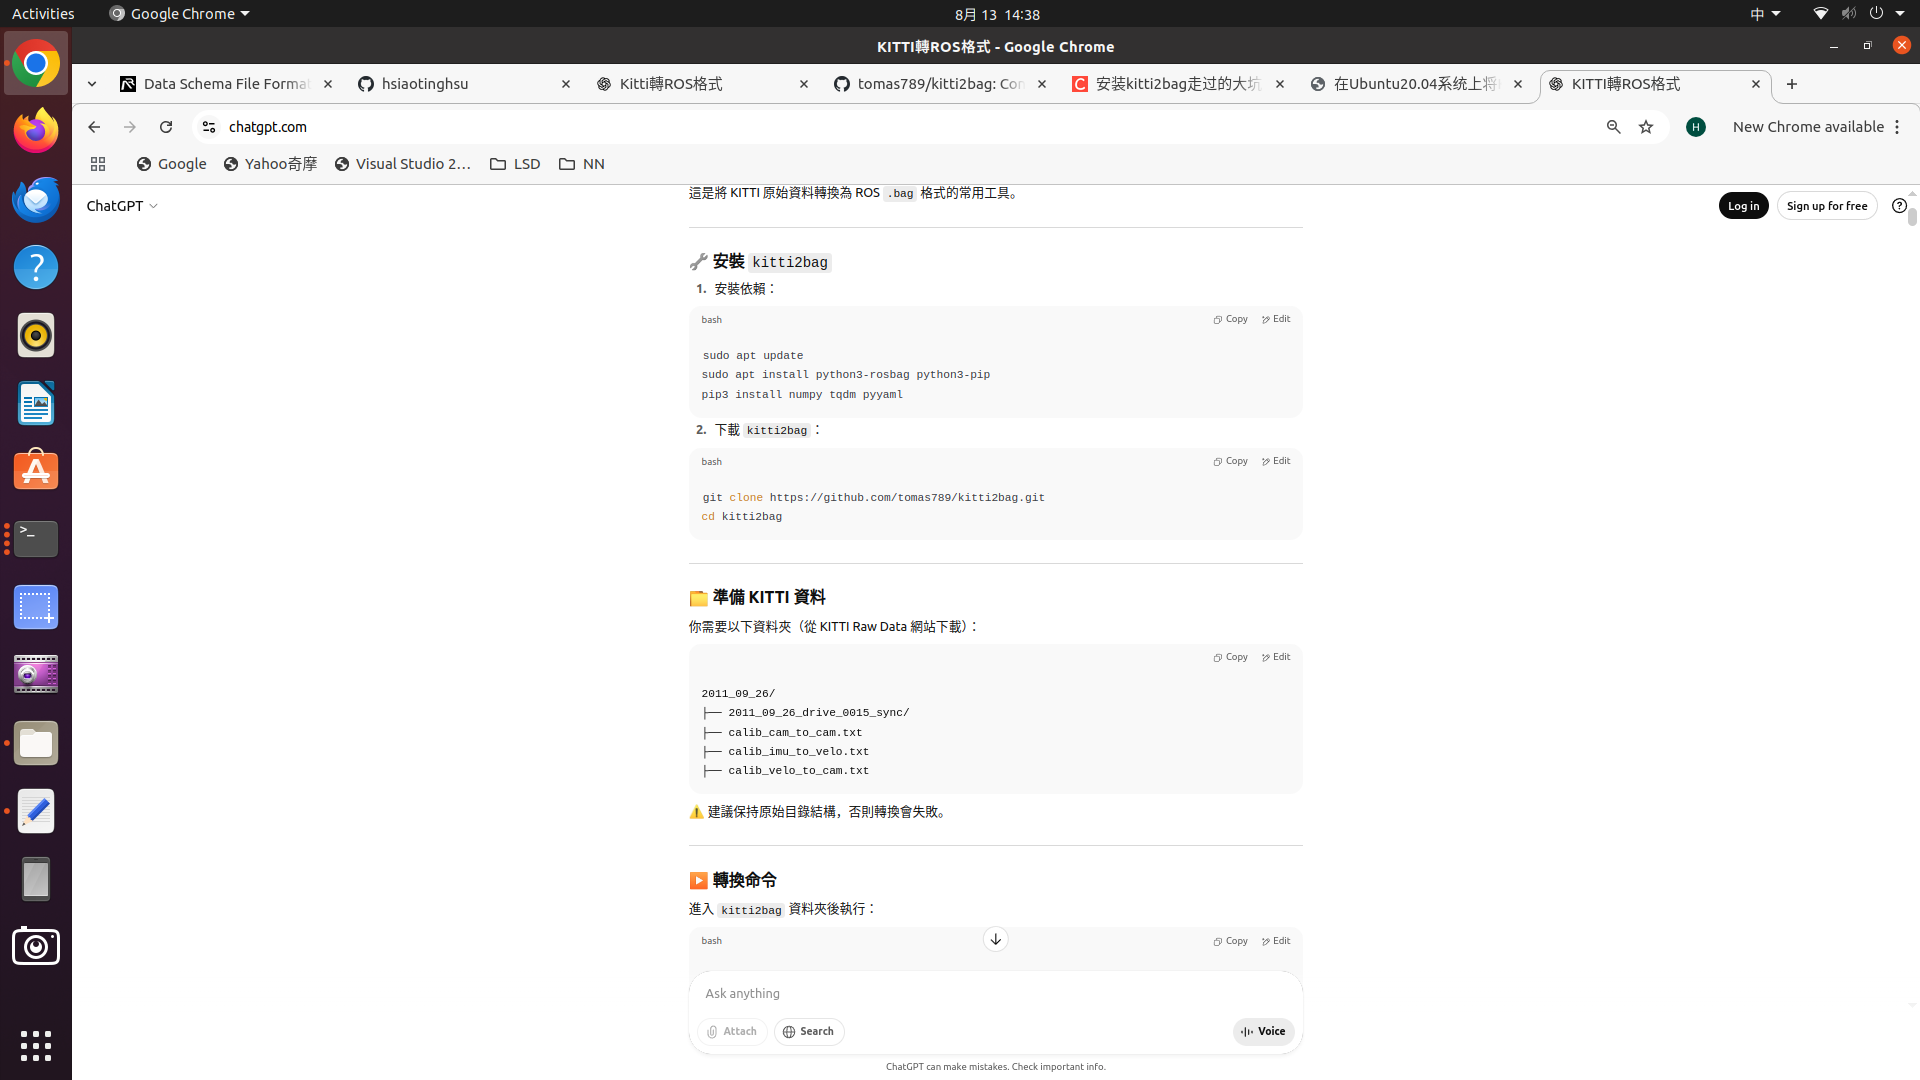 Activities
Google Chrome
8月 13 14:38
中
KITTI轉ROS格式 - Google Chrome
Data Schema File Format
hsiaotinghsu
Kitti轉ROS格式
tomas789/kitti2bag: Con
安装kitti2bag走过的大坑
在Ubuntu20.04系统上将
KITTI轉ROS格式
chatgpt.com
H
New Chrome available
Google
Yahoo奇摩
Visual Studio 2…
LSD
NN
ChatGPT
Log in
Sign up for free
這是將 KITTI 原始資料轉換為 ROS .bag 格式的常用工具。
安裝 kitti2bag
1. 安裝依賴：
bash
Copy
Edit
sudo apt update
sudo apt install python3-rosbag python3-pip
pip3 install numpy tqdm pyyaml
2. 下載 kitti2bag：
bash
Copy
Edit
git clone https://github.com/tomas789/kitti2bag.git
cd kitti2bag
準備 KITTI 資料
你需要以下資料夾（從 KITTI Raw Data 網站下載）：
Copy
Edit
2011_09_26/
├── 2011_09_26_drive_0015_sync/
├── calib_cam_to_cam.txt
├── calib_imu_to_velo.txt
├── calib_velo_to_cam.txt
⚠️ 建議保持原始目錄結構，否則轉換會失敗。
轉換命令
進入 kitti2bag 資料夾後執行：
bash
Copy
Edit
Ask anything
Attach
Search
Voice
ChatGPT can make mistakes. Check important info.